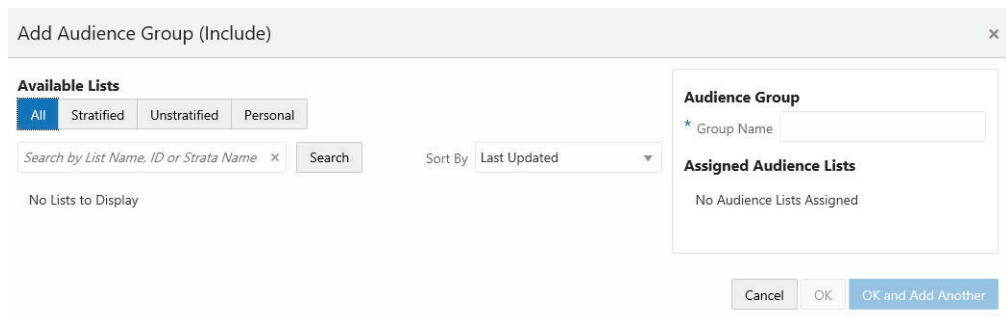 Add Audience Group (Include) ×
Available Lists
All Stratified Unstratified Personal
Search by List Name, ID or Strata Name × Search Sort By Last Updated
No Lists to Display
Audience Group
* Group Name
Assigned Audience Lists
No Audience Lists Assigned
Cancel OK OK and Add Another